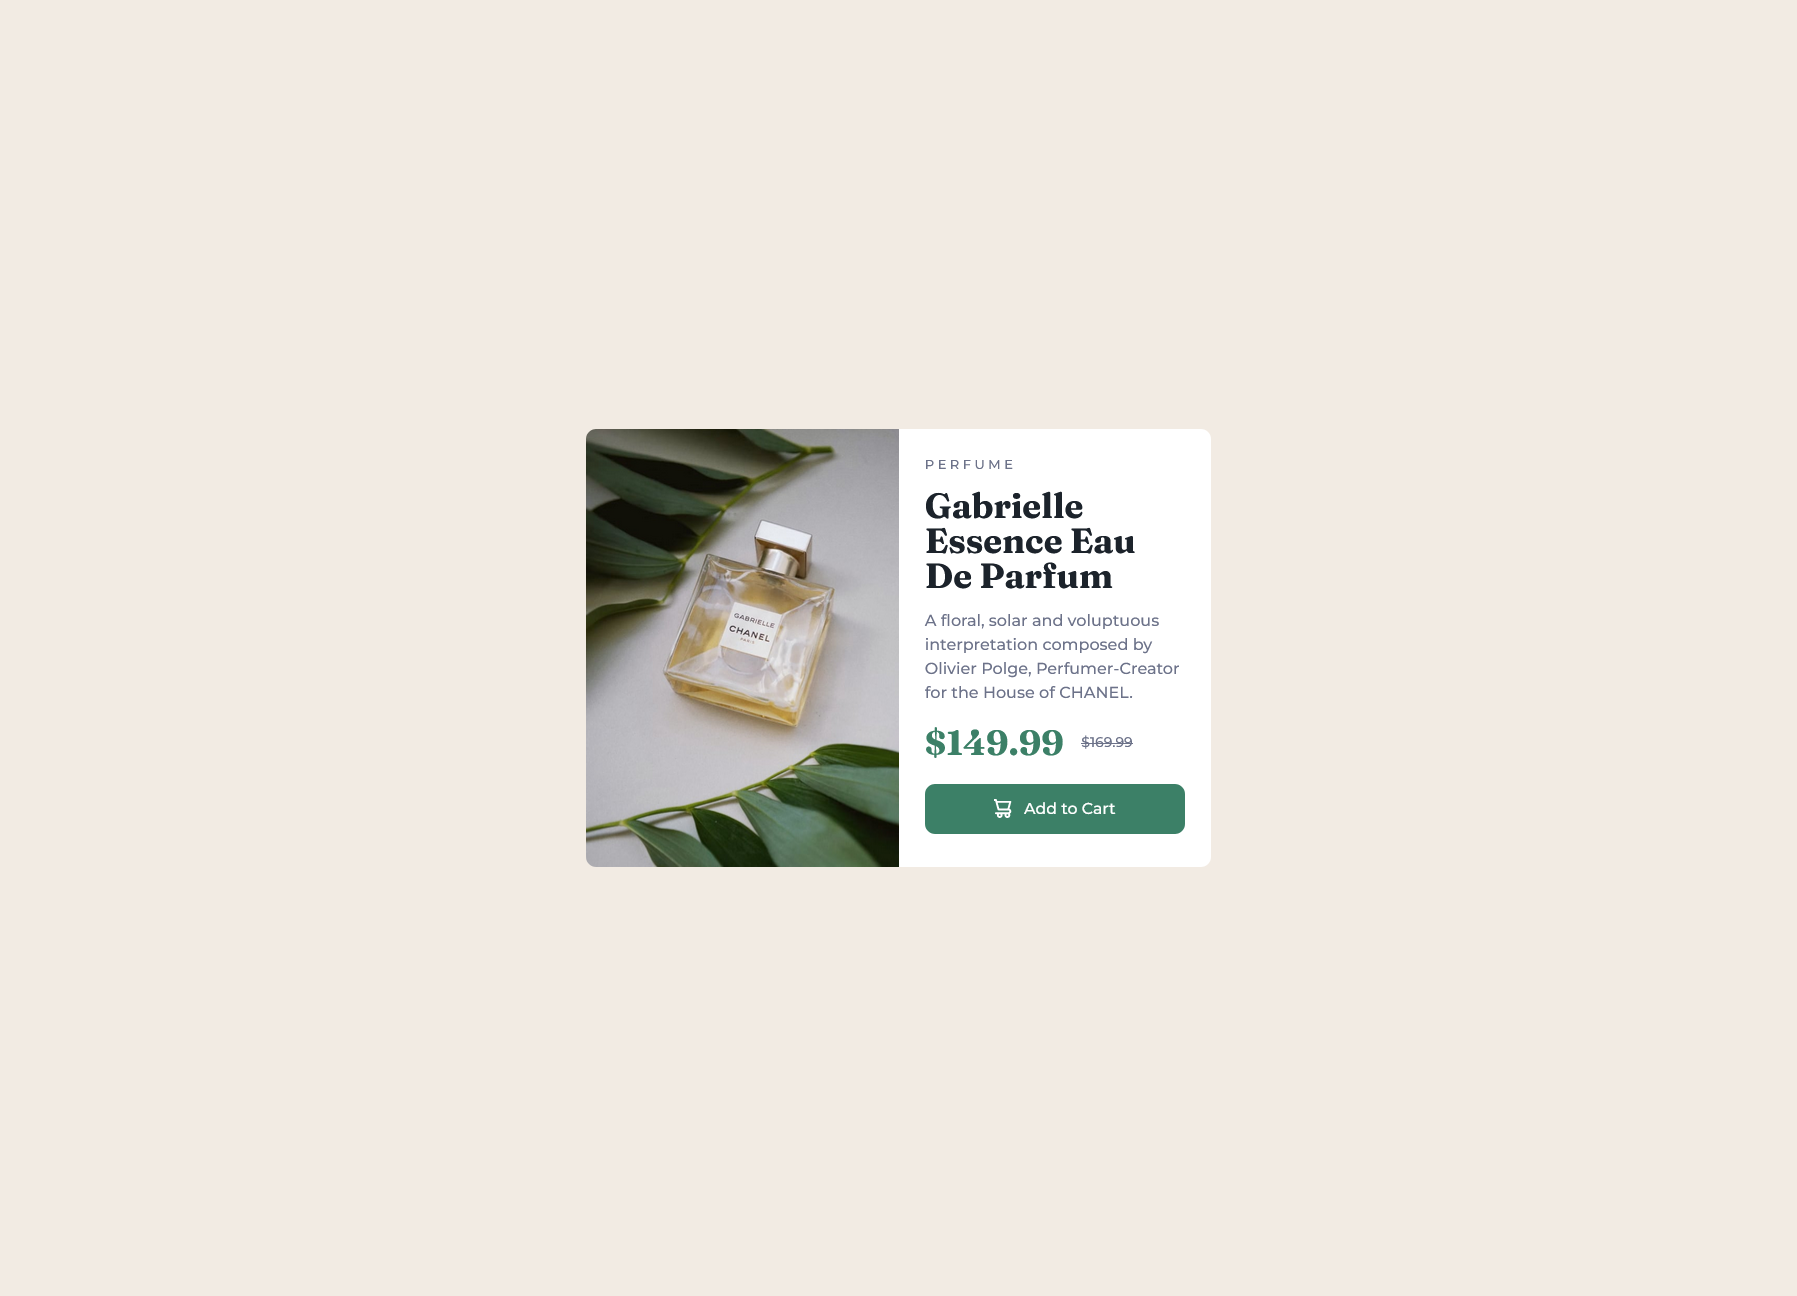 GABRIELLE
CHANEL
PARIS
PERFUME
Gabrielle
Essence Eau
De Parfum
A floral, solar and voluptuous
interpretation composed by
Olivier Polge, Perfumer-Creator
for the House of CHANEL.
$149.99 $169.99
Add to Cart